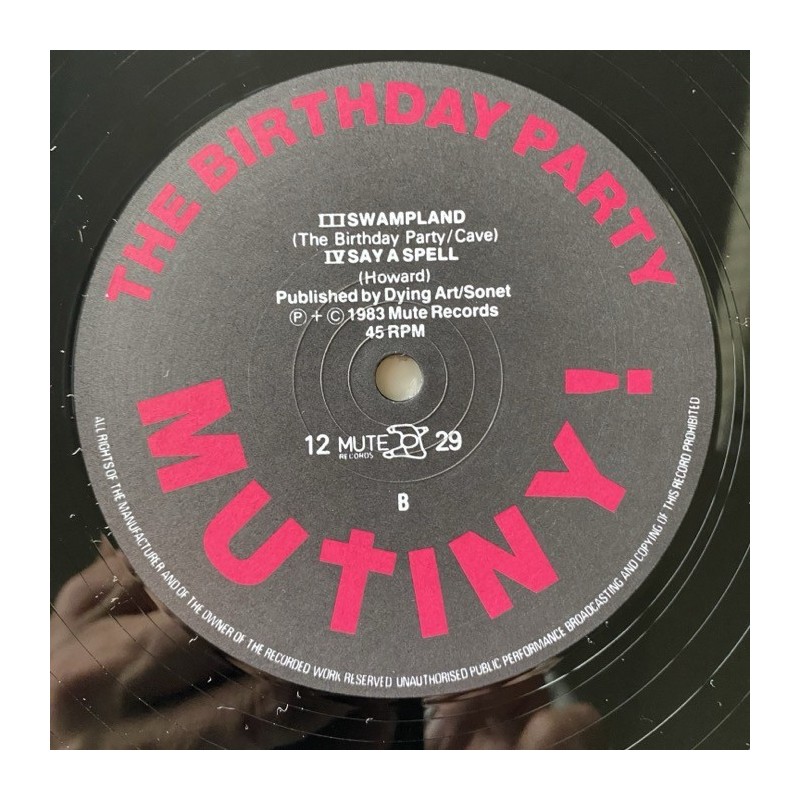 THE BIRTHDAY PARTY
III SWAMPLAND
(The Birthday Party/Cave)
IV SAY A SPELL
(Howard)
Published by Dying Art/Sonet
Ⓟ + © 1983 Mute Records
45 RPM
12 MUTE RECORDS 29
B
MUTINY!
ALL RIGHTS OF THE MANUFACTURER AND OF THE OWNER OF THE RECORDED WORK RESERVED UNAUTHORISED PUBLIC PERFORMANCE BROADCASTING AND COPYING OF THIS RECORD PROHIBITED